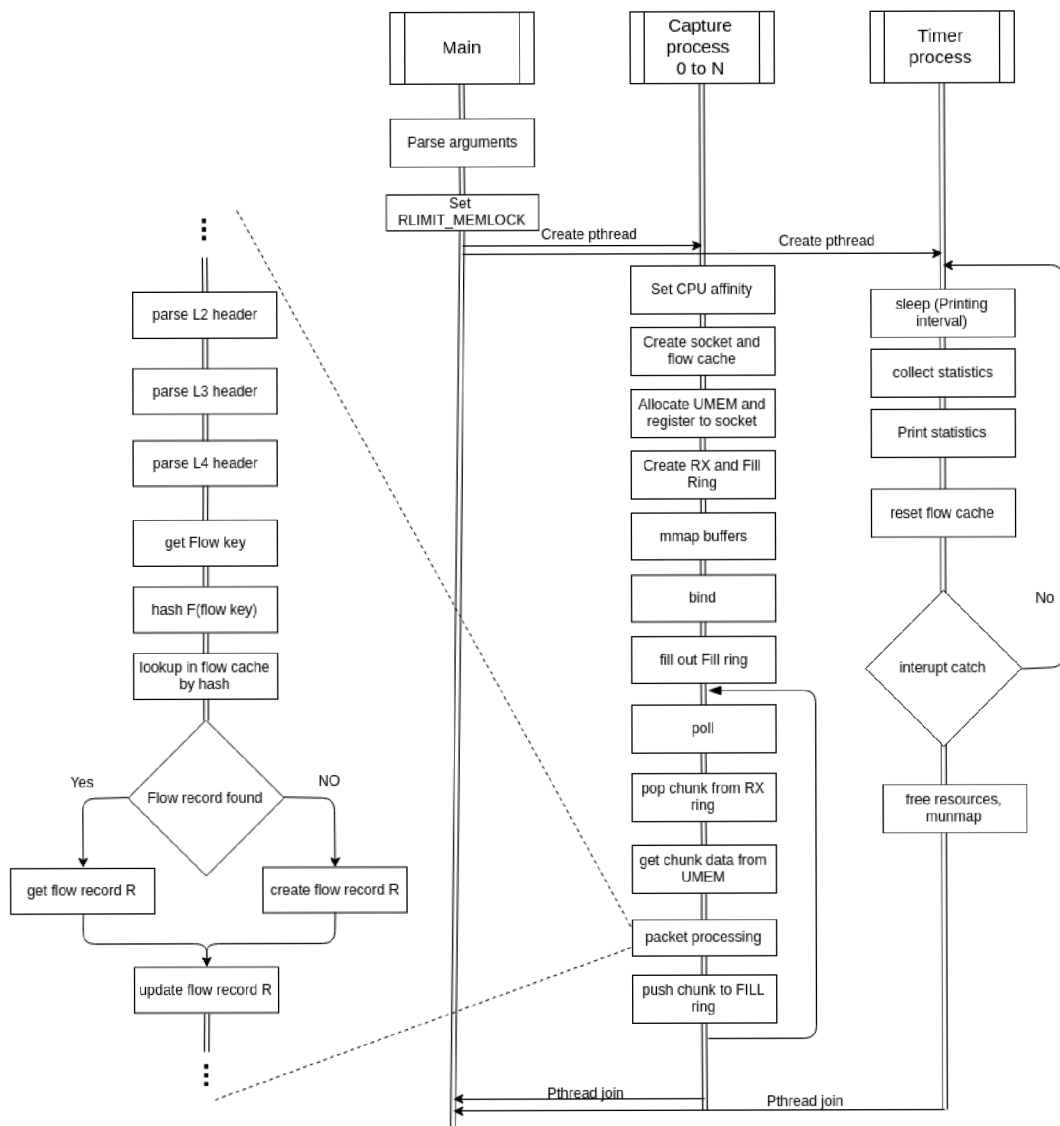 Main
Capture
process
0 to N
Timer
process
Parse arguments
Set
RLIMIT_MEMLOCK
Create pthread
Create pthread
⋮
parse L2 header
parse L3 header
parse L4 header
get Flow key
hash F(flow key)
lookup in flow cache
by hash
Flow record found
Yes
NO
get flow record R
create flow record R
update flow record R
⋮
Set CPU affinity
Create socket and
flow cache
Allocate UMEM and
register to socket
Create RX and Fill
Ring
mmap buffers
bind
fill out Fill ring
poll
pop chunk from RX
ring
get chunk data from
UMEM
packet processing
push chunk to FILL
ring
sleep (Printing
interval)
collect statistics
Print statistics
reset flow cache
No
interupt catch
free resources,
munmap
Pthread join
Pthread join